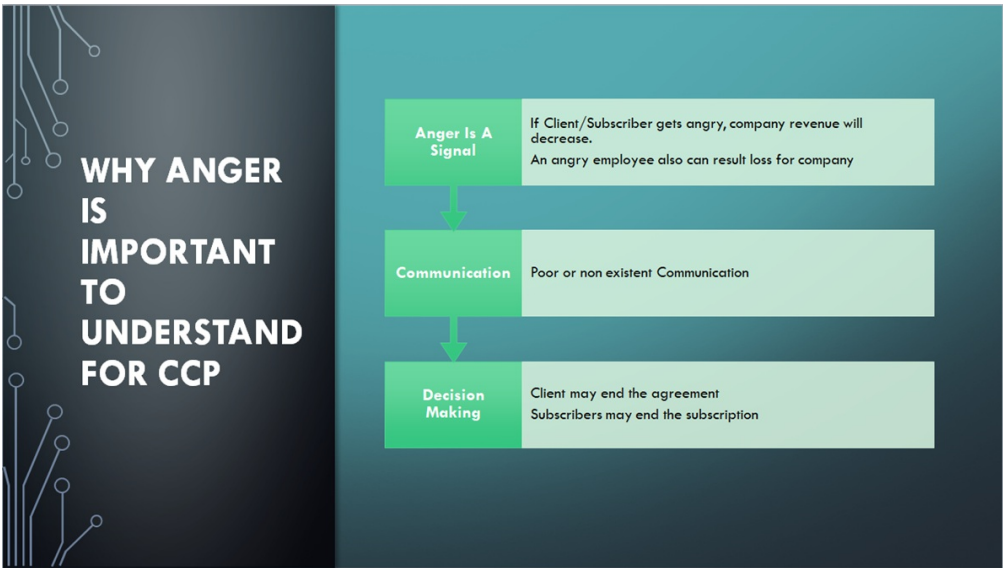 WHY ANGER
IS
IMPORTANT
TO
UNDERSTAND
FOR CCP
Anger Is A
Signal
If Client/Subscriber gets angry, company revenue will
decrease.
An angry employee also can result loss for company
Communication
Poor or non existent Communication
Decision
Making
Client may end the agreement
Subscribers may end the subscription